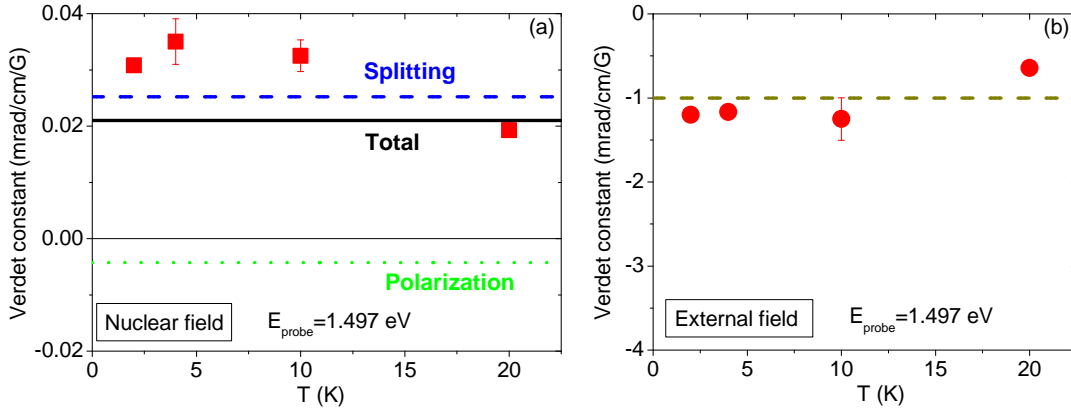 (a)
0.04
0.02
0.00
-0.02
Verdet constant (mrad/cm/G)
Splitting
Total
Polarization
Nuclear field
E_probe=1.497 eV
0 5 10 15 20
T (K)
(b)
0
-1
-2
-3
-4
Verdet constant (mrad/cm/G)
External field
E_probe=1.497 eV
0 5 10 15 20
T (K)